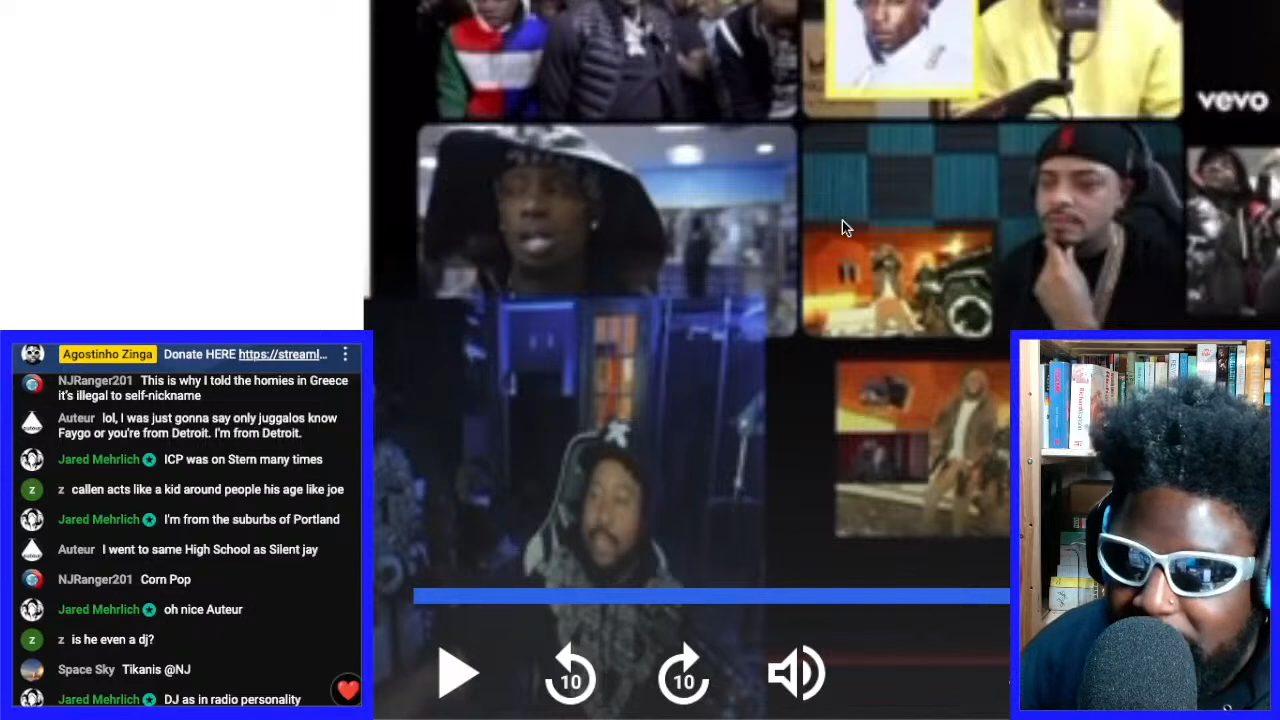 vevo
Agostinho Zinga Donate HERE https://streaml...
NJRanger201 This is why I told the homies in Greece
it's illegal to self-nickname
Auteur lol, I was just gonna say only juggalos know
Faygo or you're from Detroit. I'm from Detroit.
Jared Mehrlich ICP was on Stern many times
z z callen acts like a kid around people his age like joe
Jared Mehrlich I'm from the suburbs of Portland
Auteur I went to same High School as Silent jay
NJRanger201 Corn Pop
Jared Mehrlich oh nice Auteur
z z is he even a dj?
Space Sky Tikanis @NJ
Jared Mehrlich DJ as in radio personality
10 10